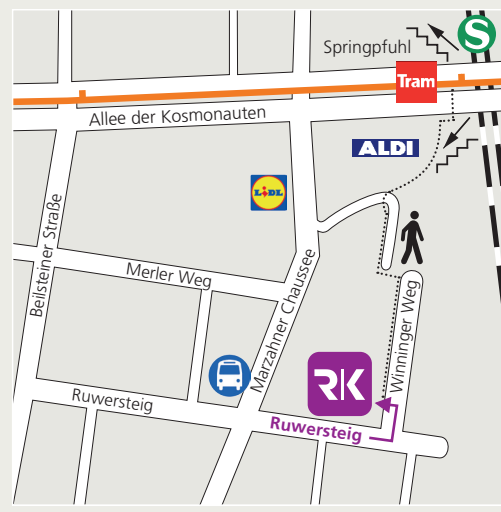 S
Springpfuhl
Tram
Allee der Kosmonauten
ALDI
LiDL
Beilsteiner Straße
Merler Weg
Marzahner Chaussee
Winninger Weg
RK
Ruwersteig
Ruwersteig